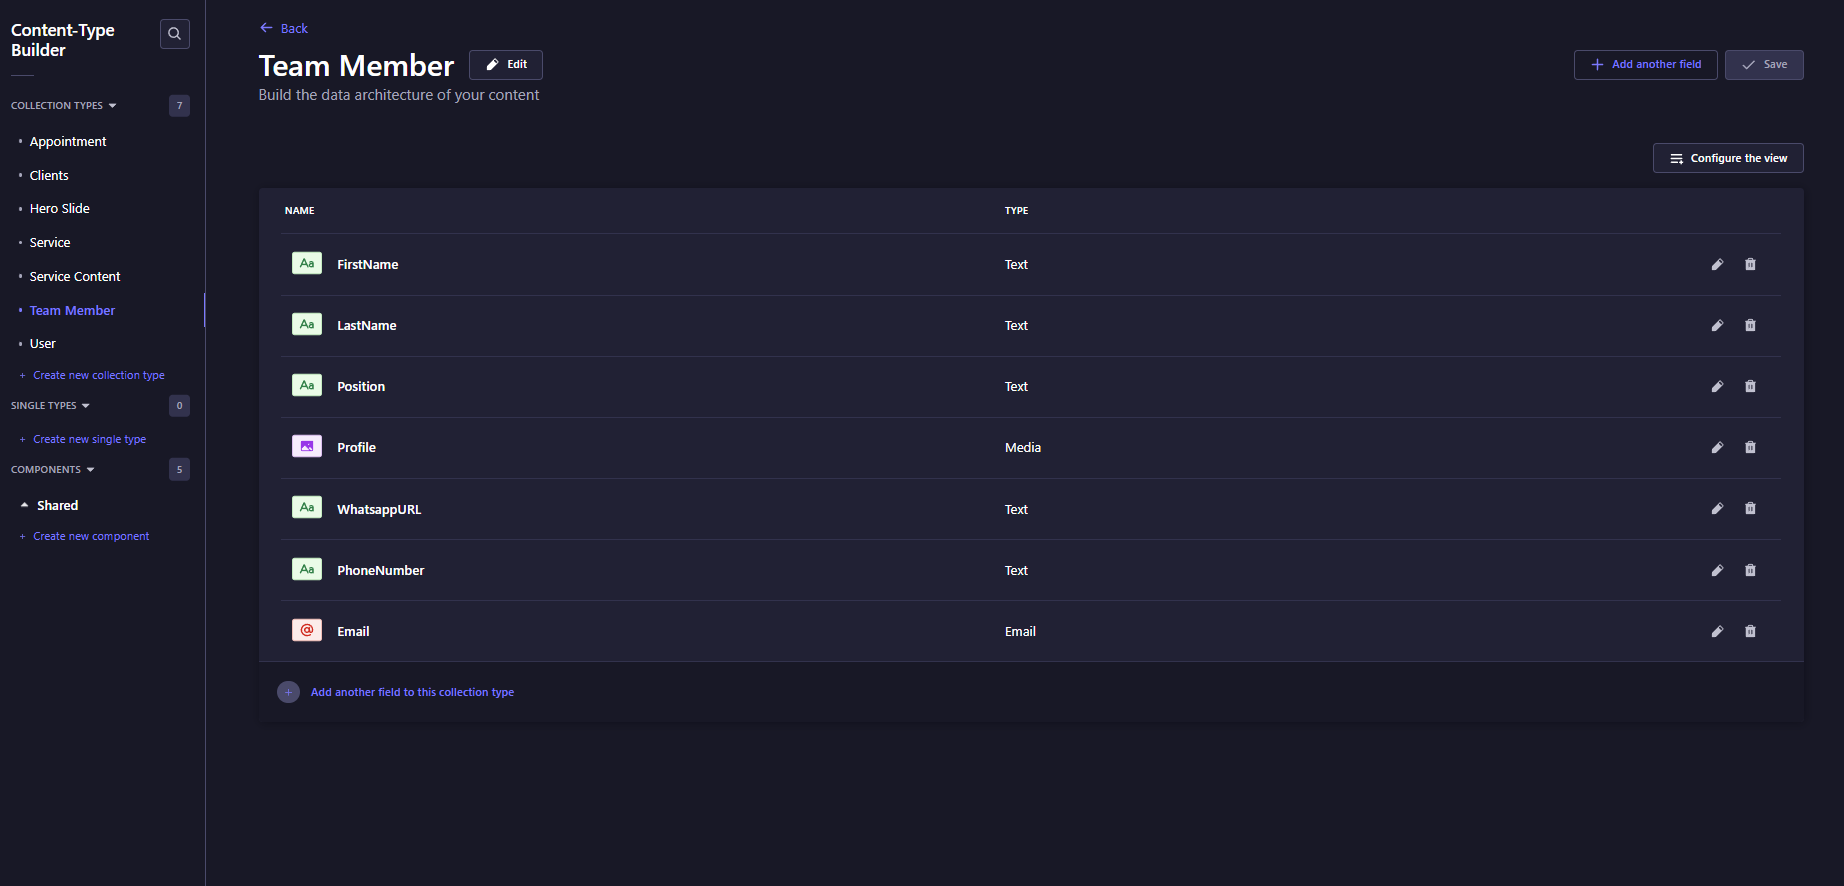 Content-Type
Builder
COLLECTION TYPES 7
Appointment
Clients
Hero Slide
Service
Service Content
Team Member
User
+ Create new collection type
SINGLE TYPES 0
+ Create new single type
COMPONENTS 5
Shared
+ Create new component
← Back
Team Member
Edit
Build the data architecture of your content
+ Add another field
Save
Configure the view
NAME TYPE
Aa FirstName Text
Aa LastName Text
Aa Position Text
Profile Media
Aa WhatsappURL Text
Aa PhoneNumber Text
@ Email Email
+ Add another field to this collection type